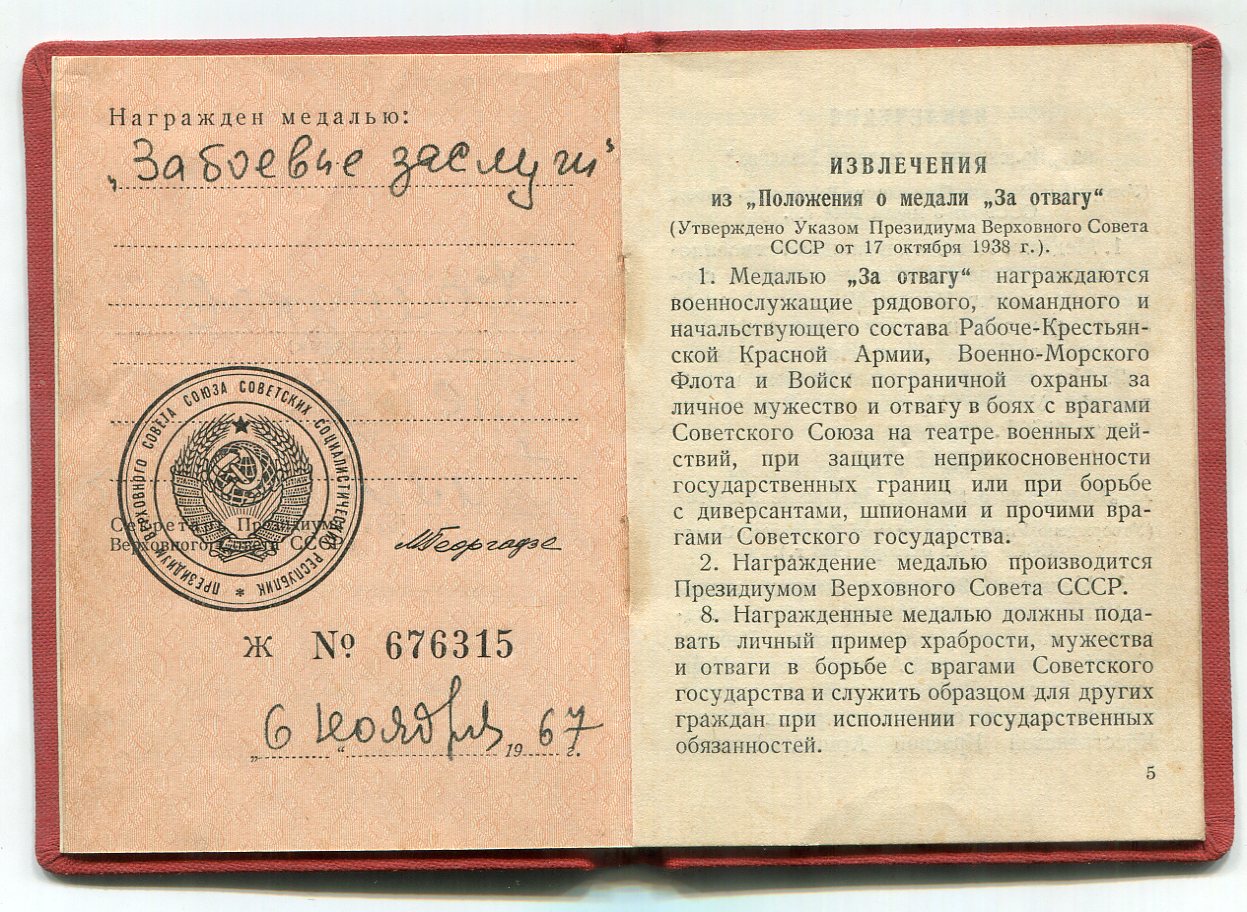 Награжден медалью:
„За боевые заслуги"
ПРЕЗИДИУМ ВЕРХОВНОГО СОВЕТА СОЮЗА СОВЕТСКИХ СОЦИАЛИСТИЧЕСКИХ РЕСПУБЛИК *
Секретарь Президиума
Верховного Совета СССР
МГеоргадзе
Ж № 676315
„6" ноября 1967 г.
ИЗВЛЕЧЕНИЯ
из „Положения о медали „За отвагу“
(Утверждено Указом Президиума Верховного Совета
СССР от 17 октября 1938 г.).
1. Медалью „За отвагу“ награждаются
военнослужащие рядового, командного и
начальствующего состава Рабоче-Крестьян-
ской Красной Армии, Военно-Морского
Флота и Войск пограничной охраны за
личное мужество и отвагу в боях с врагами
Советского Союза на театре военных дей-
ствий, при защите неприкосновенности
государственных границ или при борьбе
с диверсантами, шпионами и прочими вра-
гами Советского государства.
2. Награждение медалью производится
Президиумом Верховного Совета СССР.
8. Награжденные медалью должны пода-
вать личный пример храбрости, мужества
и отваги в борьбе с врагами Советского
государства и служить образцом для других
граждан при исполнении государственных
обязанностей.
5